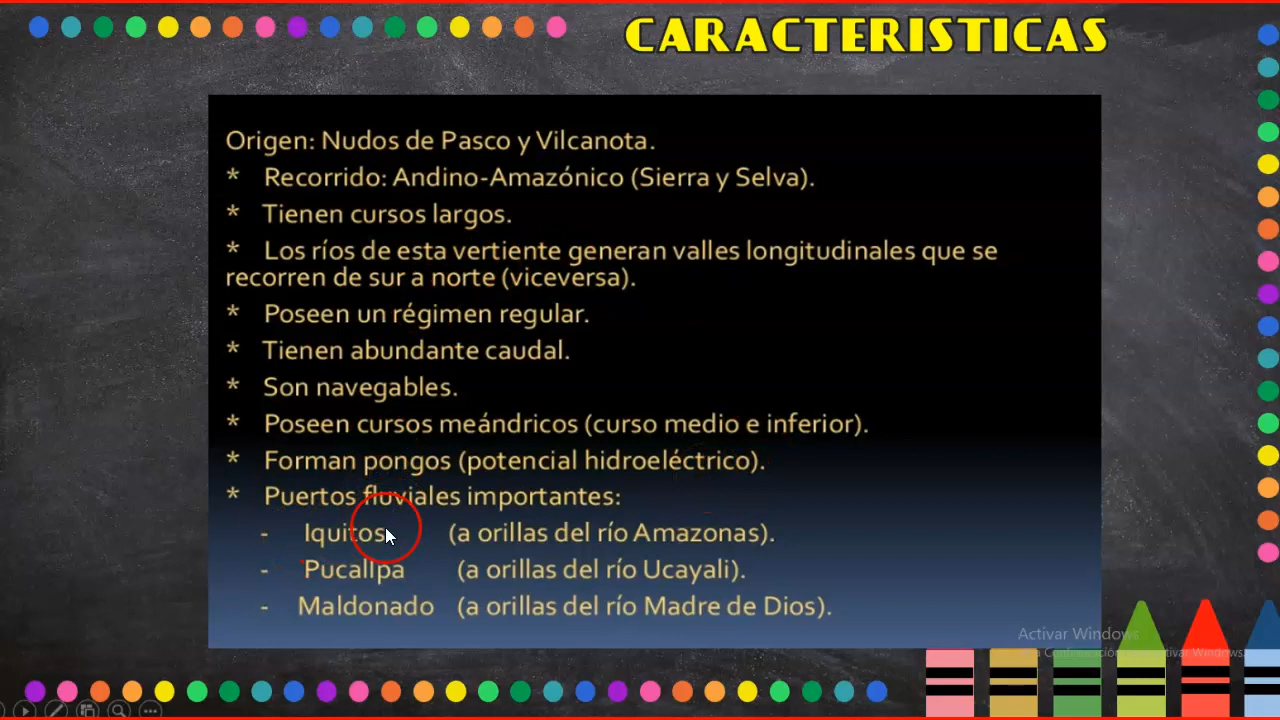 CARACTERISTICAS
Origen: Nudos de Pasco y Vilcanota.
* Recorrido: Andino-Amazónico (Sierra y Selva).
* Tienen cursos largos.
* Los ríos de esta vertiente generan valles longitudinales que se
recorren de sur a norte (viceversa).
* Poseen un régimen regular.
* Tienen abundante caudal.
* Son navegables.
* Poseen cursos meándricos (curso medio e inferior).
* Forman pongos (potencial hidroeléctrico).
* Puertos fluviales importantes:
- Iquitos (a orillas del río Amazonas).
- Pucallpa (a orillas del río Ucayali).
- Maldonado (a orillas del río Madre de Dios).
Activar Windows